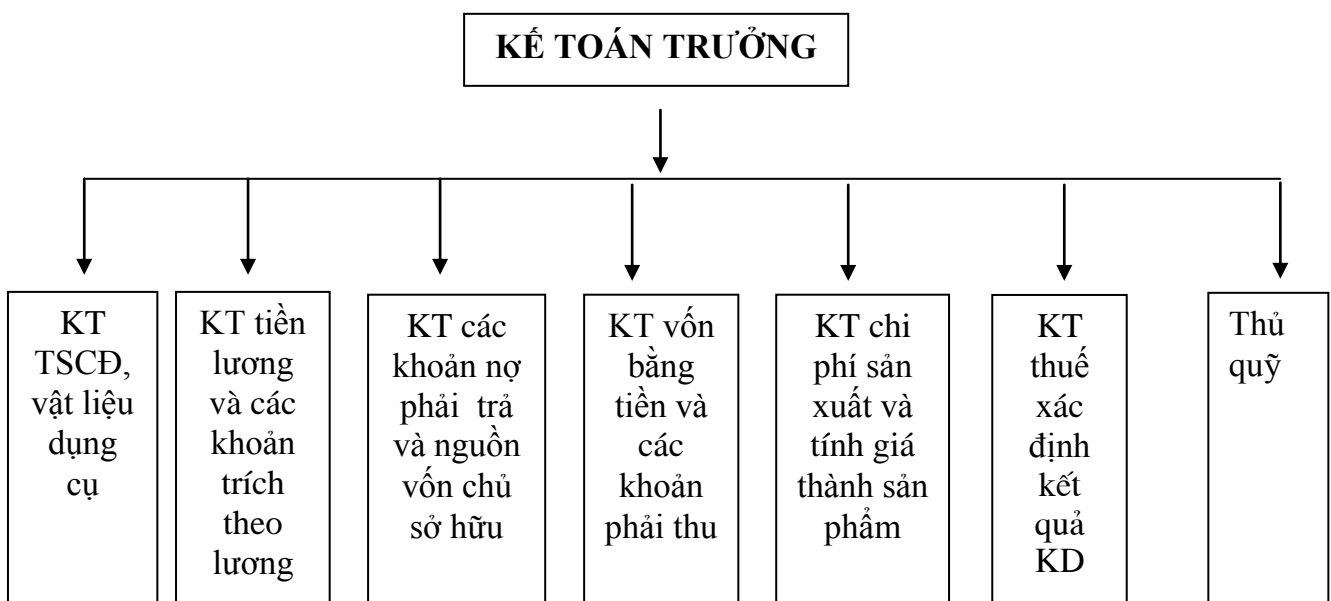 KẾ TOÁN TRƯỞNG
KT
TSCĐ,
vật liệu
dụng
cụ
KT tiền
lương
và các
khoản
trích
theo
lương
KT các
khoản nợ
phải trả
và nguồn
vốn chủ
sở hữu
KT vốn
bằng
tiền và
các
khoản
phải thu
KT chi
phí sản
xuất và
tính giá
thành sản
phẩm
KT
thuế
xác
định
kết
quả
KD
Thủ
quỹ